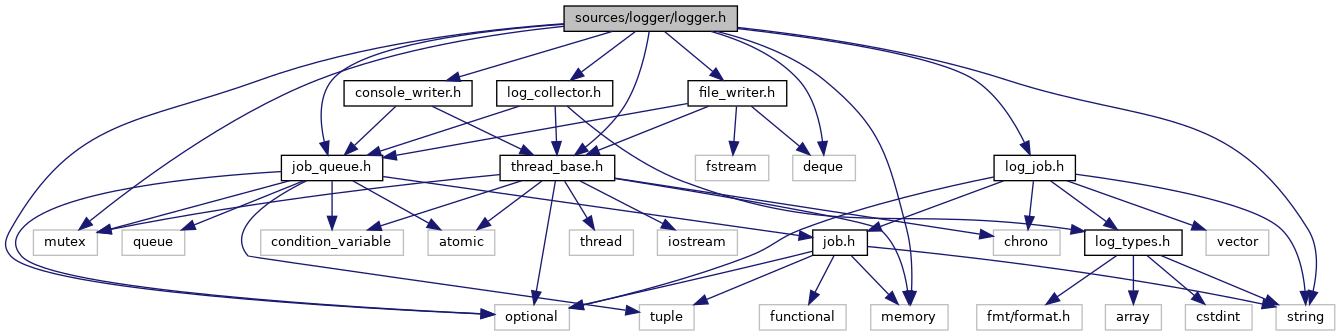 sources/logger/logger.h
console_writer.h
log_collector.h
file_writer.h
job_queue.h
thread_base.h
fstream
deque
log_job.h
mutex
queue
condition_variable
atomic
thread
iostream
job.h
chrono
log_types.h
vector
optional
tuple
functional
memory
fmt/format.h
array
cstdint
string